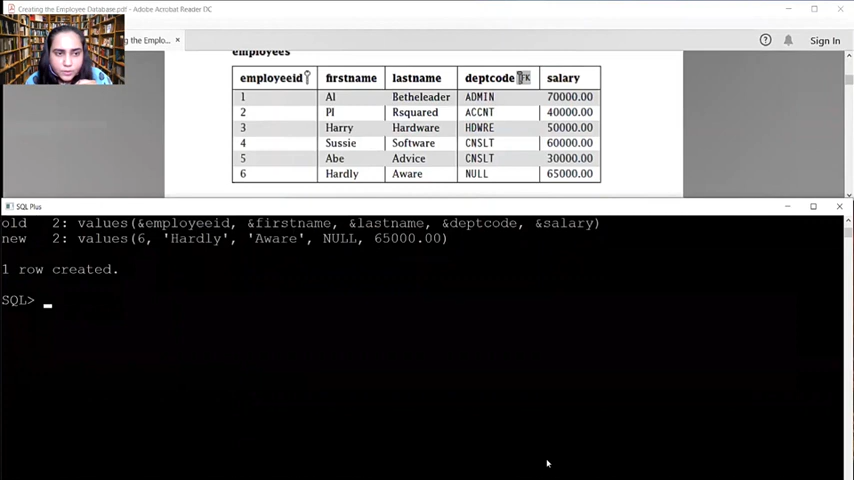 Creating the Employee Database.pdf - Adobe Acrobat Reader DC
ng the Emplo... ×
Sign In
employees
employeeid firstname lastname deptcode FK salary
1 Al Betheleader ADMIN 70000.00
2 Pl Rsquared ACCNT 40000.00
3 Harry Hardware HDWRE 50000.00
4 Sussie Software CNSLT 60000.00
5 Abe Advice CNSLT 30000.00
6 Hardly Aware NULL 65000.00
SQL Plus
old 2: values(&employeeid, &firstname, &lastname, &deptcode, &salary)
new 2: values(6, 'Hardly', 'Aware', NULL, 65000.00)
1 row created.
SQL>